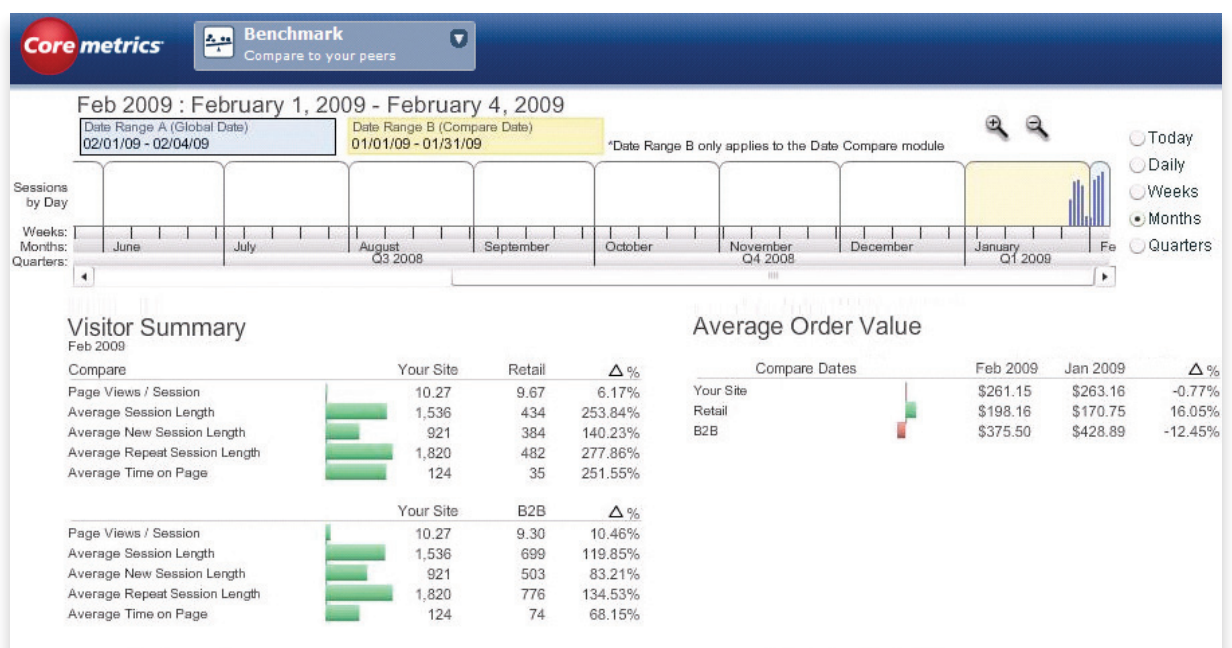 Coremetrics
Benchmark
Compare to your peers
Feb 2009 : February 1, 2009 - February 4, 2009
Date Range A (Global Date)
02/01/09 - 02/04/09
Date Range B (Compare Date)
01/01/09 - 01/31/09
*Date Range B only applies to the Date Compare module
Today
Daily
Weeks
Months
Quarters
Sessions
by Day
Weeks:
Months: June July August September October November December January Fe
Quarters: Q3 2008 Q4 2008 Q1 2009
Visitor Summary
Feb 2009
Compare Your Site Retail Δ %
Page Views / Session 10.27 9.67 6.17%
Average Session Length 1,536 434 253.84%
Average New Session Length 921 384 140.23%
Average Repeat Session Length 1,820 482 277.86%
Average Time on Page 124 35 251.55%
Your Site B2B Δ %
Page Views / Session 10.27 9.30 10.46%
Average Session Length 1,536 699 119.85%
Average New Session Length 921 503 83.21%
Average Repeat Session Length 1,820 776 134.53%
Average Time on Page 124 74 68.15%
Average Order Value
Compare Dates Feb 2009 Jan 2009 Δ %
Your Site $261.15 $263.16 -0.77%
Retail $198.16 $170.75 16.05%
B2B $375.50 $428.89 -12.45%